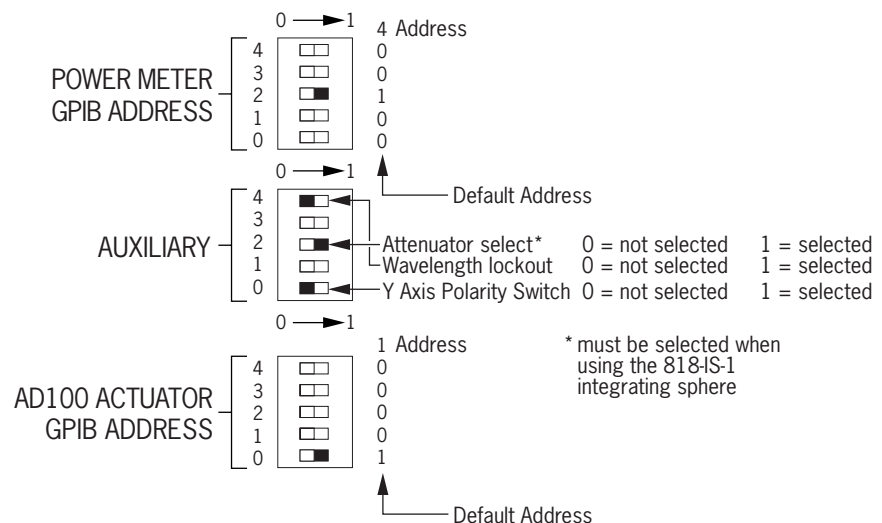 0 1
4 Address
POWER METER
GPIB ADDRESS
4 0
3 0
2 1
1 0
0 0
Default Address
0 1
AUXILIARY
4
3
2
1
0
Attenuator select* 0 = not selected 1 = selected
Wavelength lockout 0 = not selected 1 = selected
Y Axis Polarity Switch 0 = not selected 1 = selected
0 1
1 Address
* must be selected when
using the 818-IS-1
integrating sphere
AD100 ACTUATOR
GPIB ADDRESS
4 0
3 0
2 0
1 0
0 1
Default Address